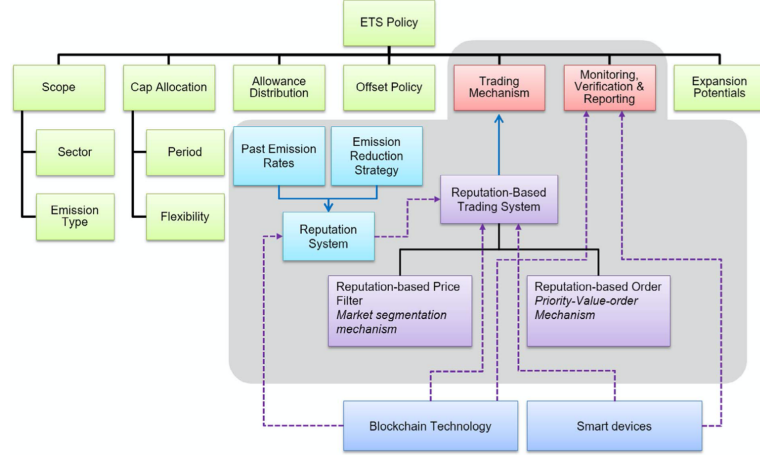 ETS Policy
Scope
Cap Allocation
Allowance
Distribution
Offset Policy
Trading
Mechanism
Monitoring,
Verification &
Reporting
Expansion
Potentials
Sector
Period
Past Emission
Rates
Emission
Reduction
Strategy
Emission
Type
Flexibility
Reputation
System
Reputation-Based
Trading System
Reputation-based Price
Filter
Market segmentation
mechanism
Reputation-based Order
Priority-Value-order
Mechanism
Blockchain Technology
Smart devices